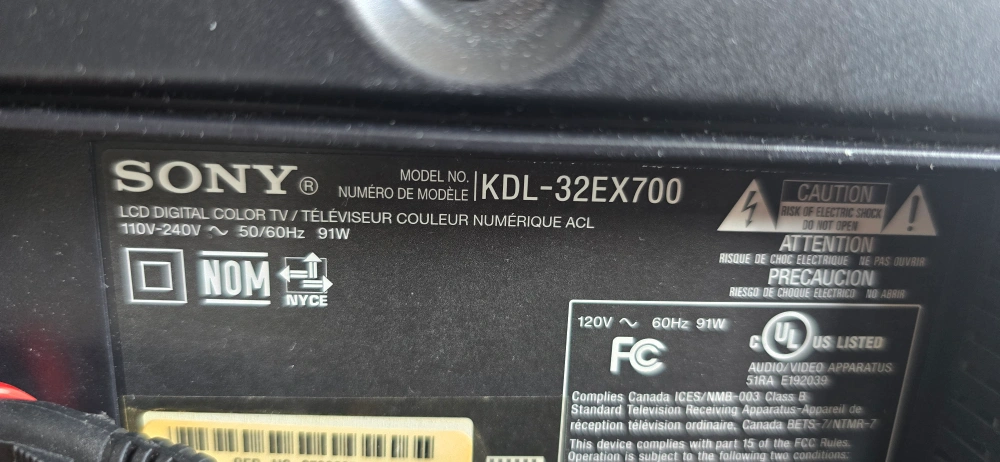 SONY®
MODEL NO.
NUMÉRO DE MODÈLE
KDL-32EX700
LCD DIGITAL COLOR TV / TÉLÉVISEUR COULEUR NUMÉRIQUE ACL
110V-240V ~ 50/60Hz 91W
NOM
NYCE
CAUTION
RISK OF ELECTRIC SHOCK
DO NOT OPEN
ATTENTION
RISQUE DE CHOC ELECTRIQUE NE PAS OUVRIR
PRECAUCION
RIESGO DE CHOQUE ELECTRICO NO ABRIR
120V ~ 60Hz 91W
FC
C UL US LISTED
AUDIO/VIDEO APPARATUS
51RA E192039
Complies Canada ICES/NMB-003 Class B
Standard Television Receiving Apparatus-Appareil de
réception télévision ordinaire, Canada BETS-7/NTMR-7
This device complies with part 15 of the FCC Rules.
Operation is subject to the following two conditions: